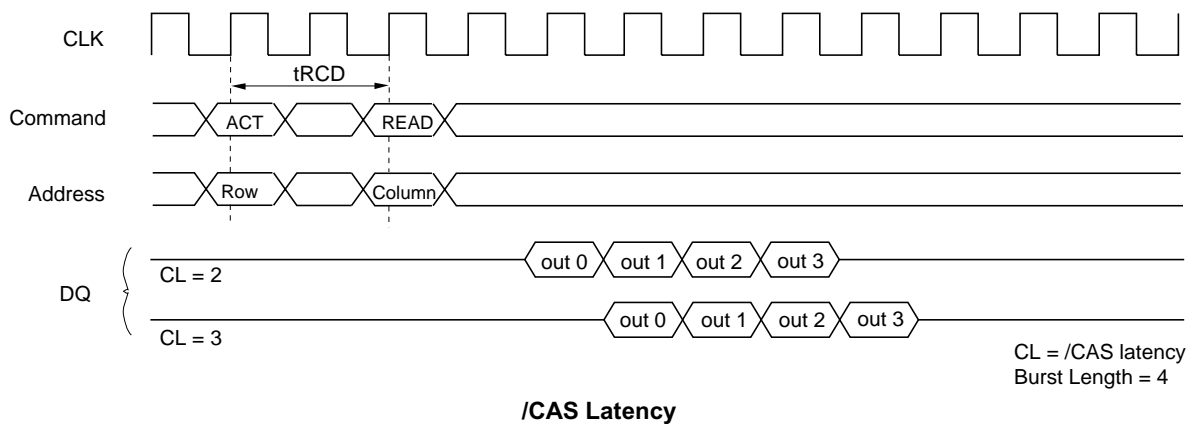 CLK
tRCD
Command
ACT
READ
Address
Row
Column
DQ
CL = 2
out 0 out 1 out 2 out 3
CL = 3
out 0 out 1 out 2 out 3
CL = /CAS latency
Burst Length = 4
/CAS Latency